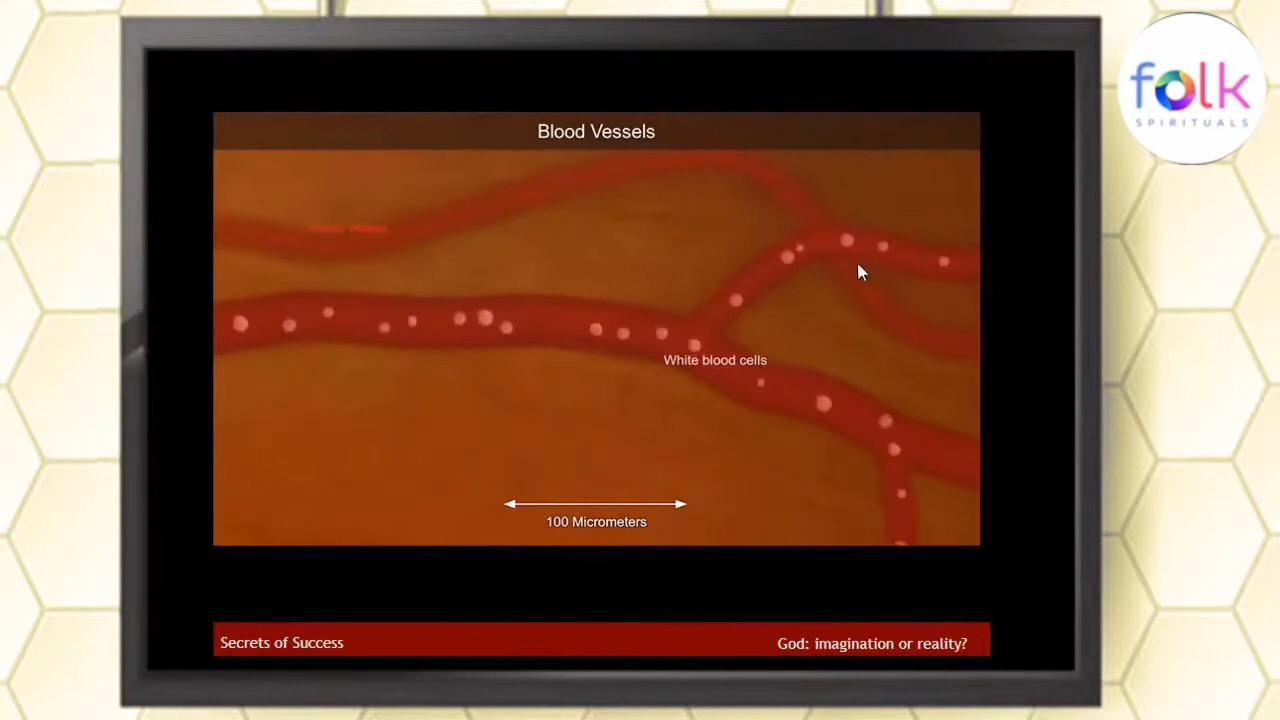 folk
SPIRITUALS
Blood Vessels
White blood cells
100 Micrometers
Secrets of Success
God: imagination or reality?